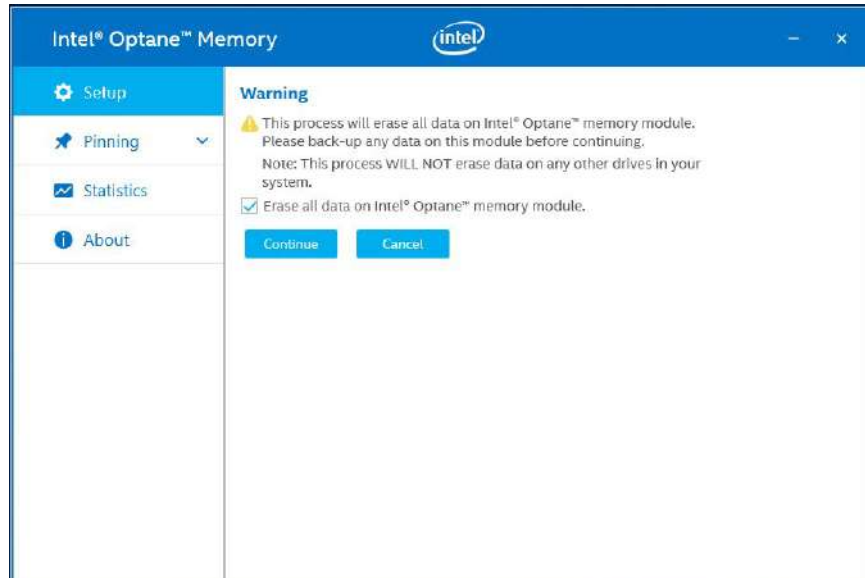 Intel® Optane™ Memory
intel
Setup
Pinning
Statistics
About
Warning
This process will erase all data on Intel® Optane™ memory module.
Please back-up any data on this module before continuing.
Note: This process WILL NOT erase data on any other drives in your
system.
Erase all data on Intel® Optane™ memory module.
Continue Cancel